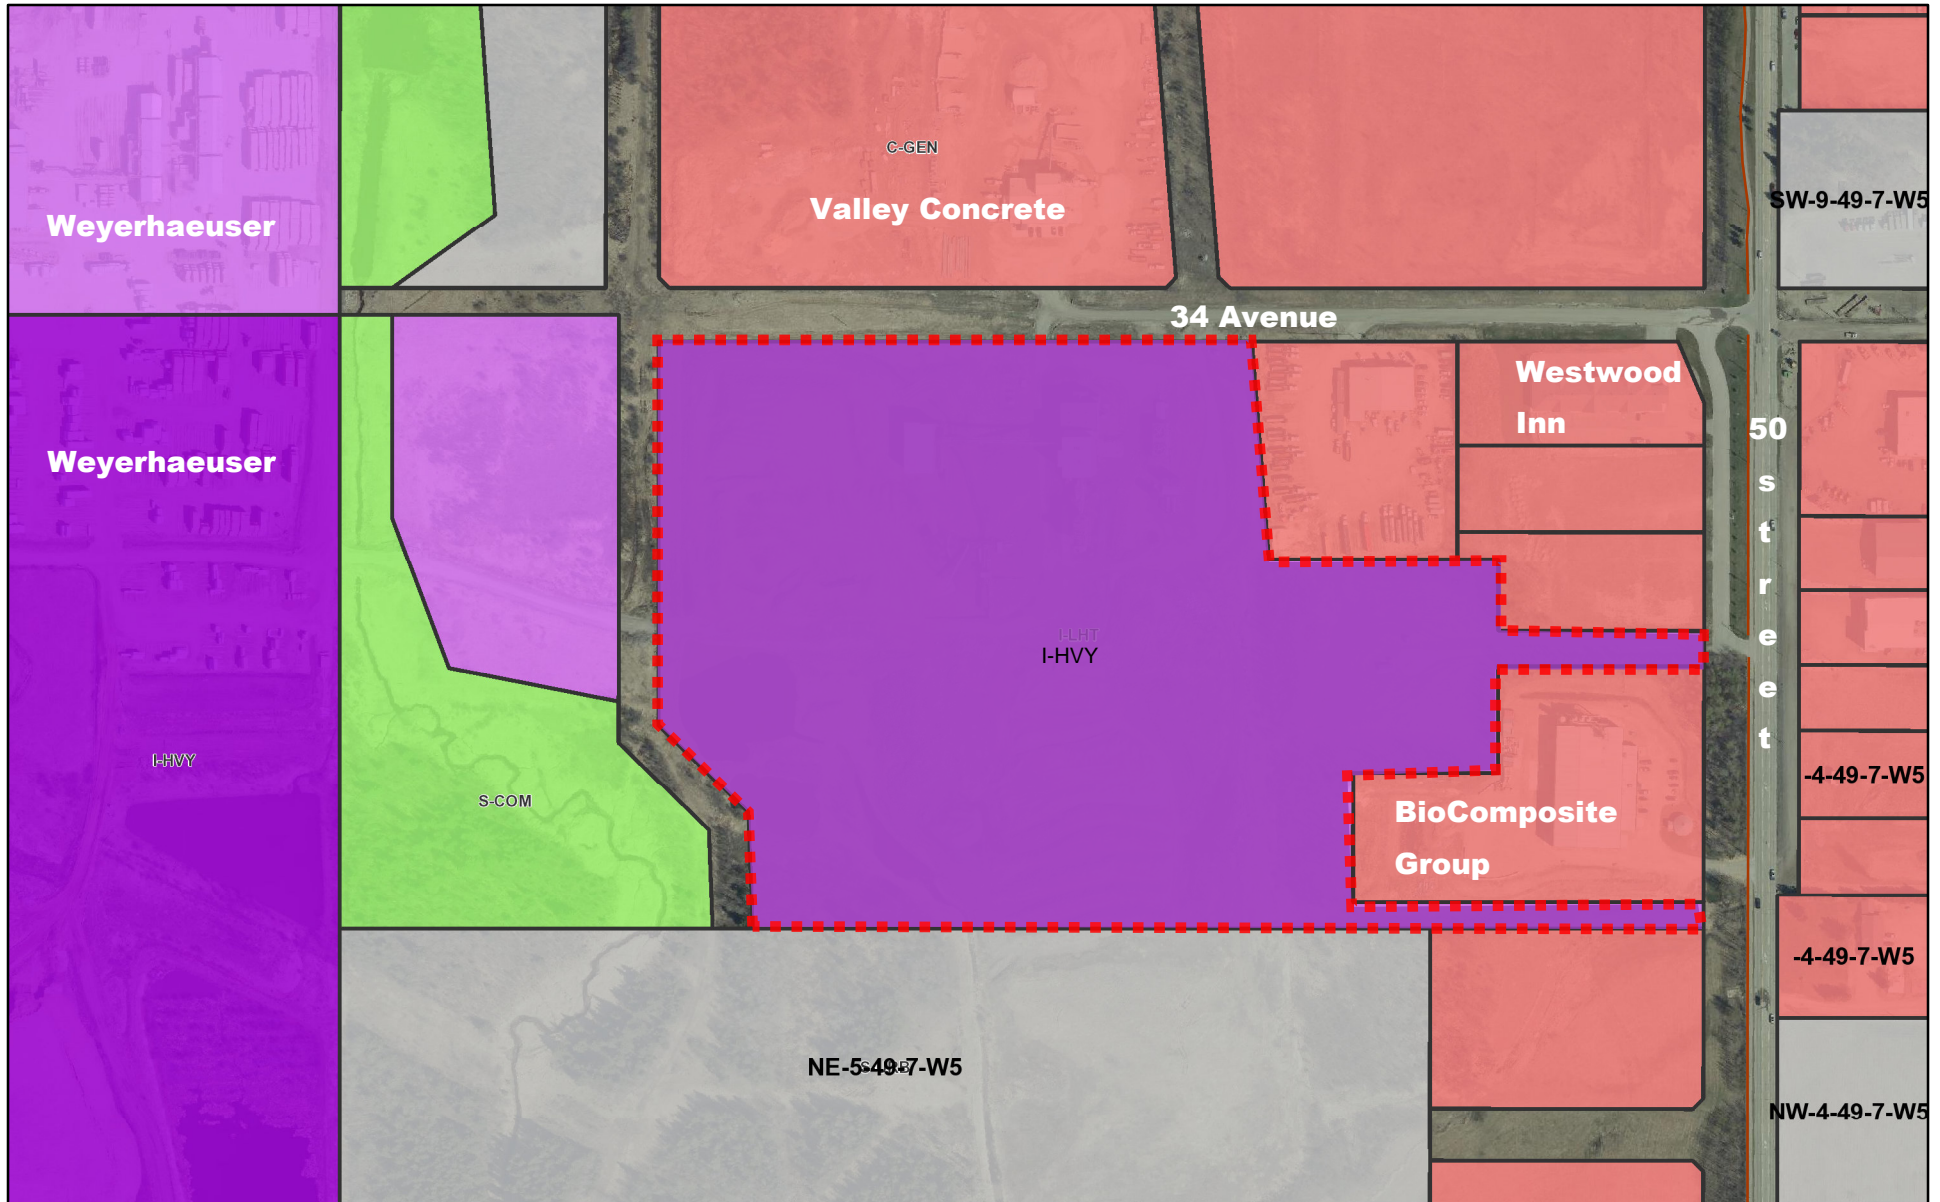 C-GEN
Valley Concrete
Weyerhaeuser
SW-9-49-7-W5
34 Avenue
Westwood
Inn
50
s
t
r
e
e
t
Weyerhaeuser
I-LHT
I-HVY
I-HVY
S-COM
BioComposite
Group
-4-49-7-W5
-4-49-7-W5
NE-5-49-7-W5
NW-4-49-7-W5